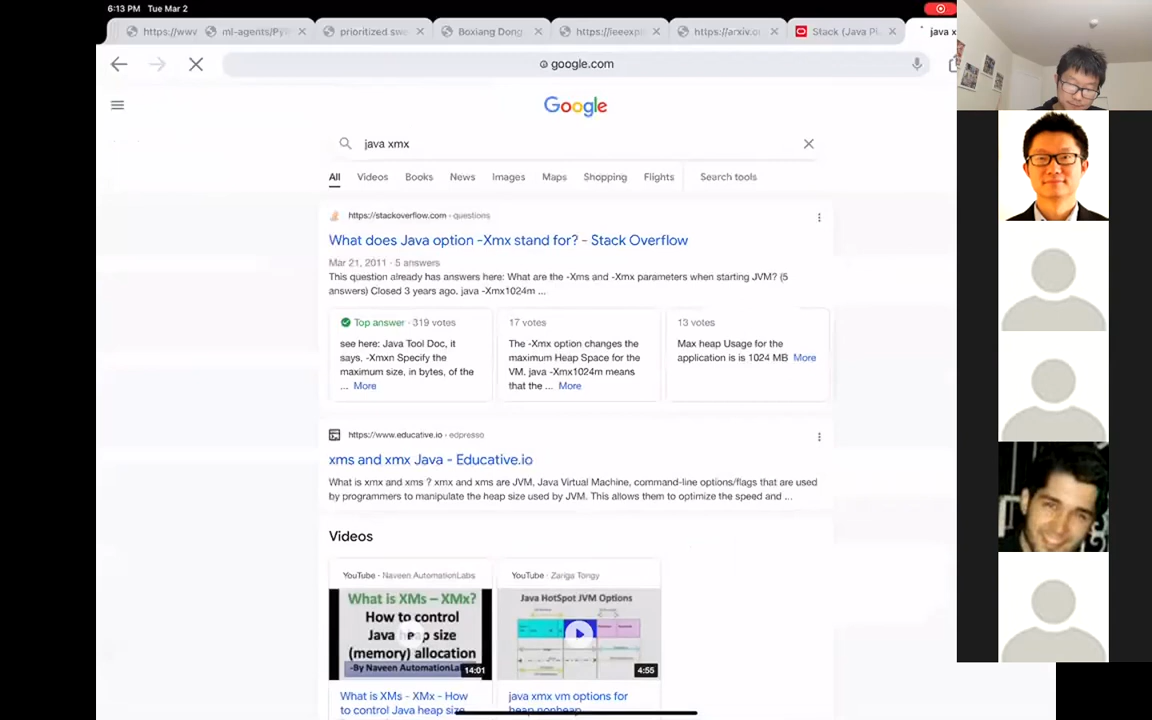 6:13 PM Tue Mar 2
https://wwv
ml-agents/PyT
prioritized swe
Boxiang Dong
https://ieeexp
https://arxiv.o
Stack (Java Pl
java x
google.com
Google
java xmx
All Videos Books News Images Maps Shopping Flights Search tools
https://stackoverflow.com › questions
What does Java option -Xmx stand for? - Stack Overflow
Mar 21, 2011 · 5 answers
This question already has answers here: What are the -Xms and -Xmx parameters when starting JVM? (5
answers) Closed 3 years ago. java -Xmx1024m ...
Top answer · 319 votes
see here: Java Tool Doc, it
says, -Xmxn Specify the
maximum size, in bytes, of the
... More
17 votes
The -Xmx option changes the
maximum Heap Space for the
VM. java -Xmx1024m means
that the ... More
13 votes
Max heap Usage for the
application is is 1024 MB More
https://www.educative.io › edpresso
xms and xmx Java - Educative.io
What is xmx and xms ? xmx and xms are JVM, Java Virtual Machine, command-line options/flags that are used
by programmers to manipulate the heap size used by JVM. This allows them to optimize the speed and ...
Videos
YouTube · Naveen AutomationLabs
What is XMs - XMx?
How to control
Java heap size
(memory) allocation
-By Naveen AutomationLabs
14:01
What is XMs - XMx - How
to control Java heap size
YouTube · Zariga Tongy
Java HotSpot JVM Options
4:55
java xmx vm options for
heap nonheap